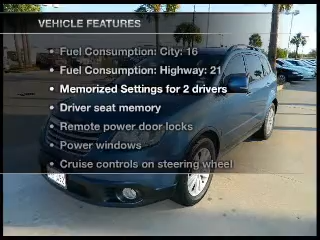 VEHICLE FEATURES
Fuel Consumption: City: 16
Fuel Consumption: Highway: 21
Memorized Settings for 2 drivers
Driver seat memory
Remote power door locks
Power windows
Cruise controls on steering wheel